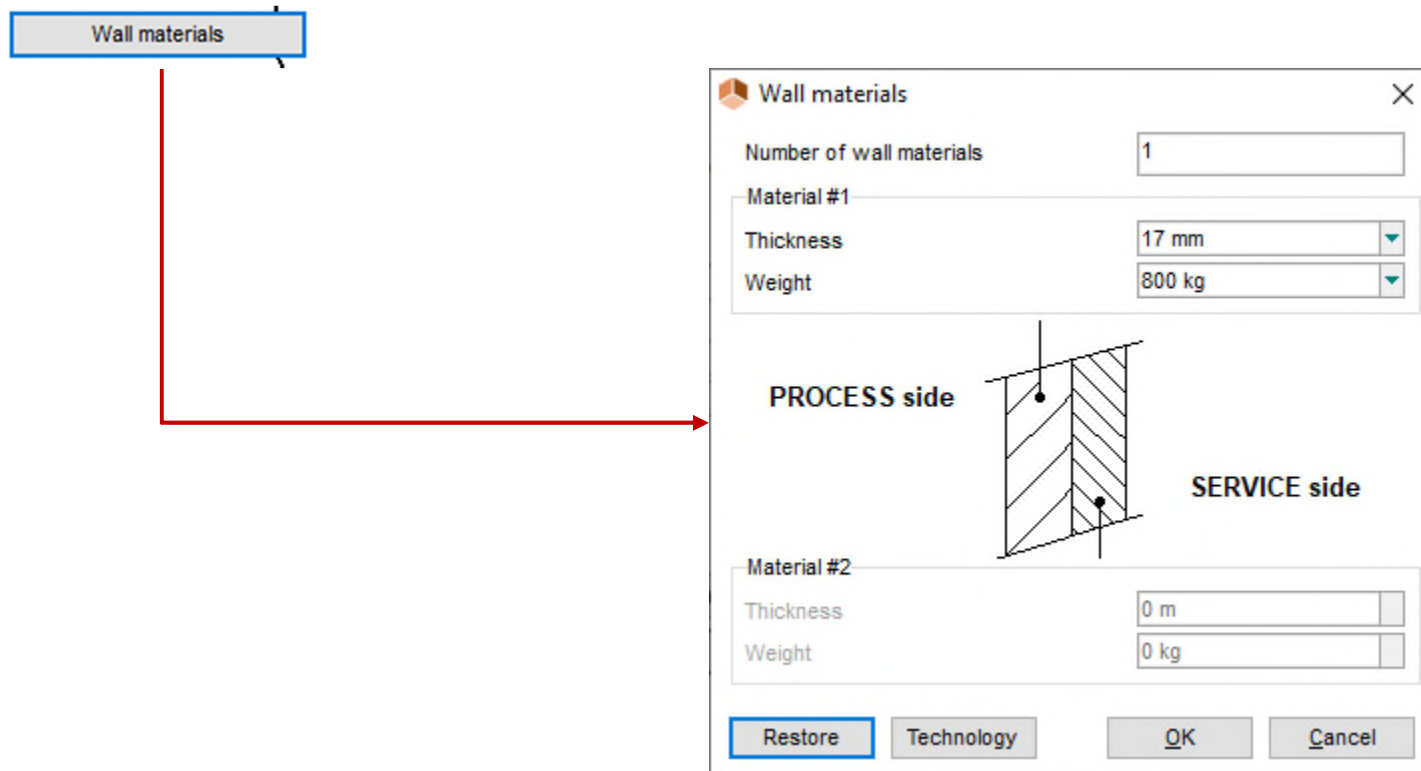 Wall materials
Wall materials
Number of wall materials 1
Material #1
Thickness 17 mm
Weight 800 kg
PROCESS side
SERVICE side
Material #2
Thickness 0 m
Weight 0 kg
Restore Technology OK Cancel